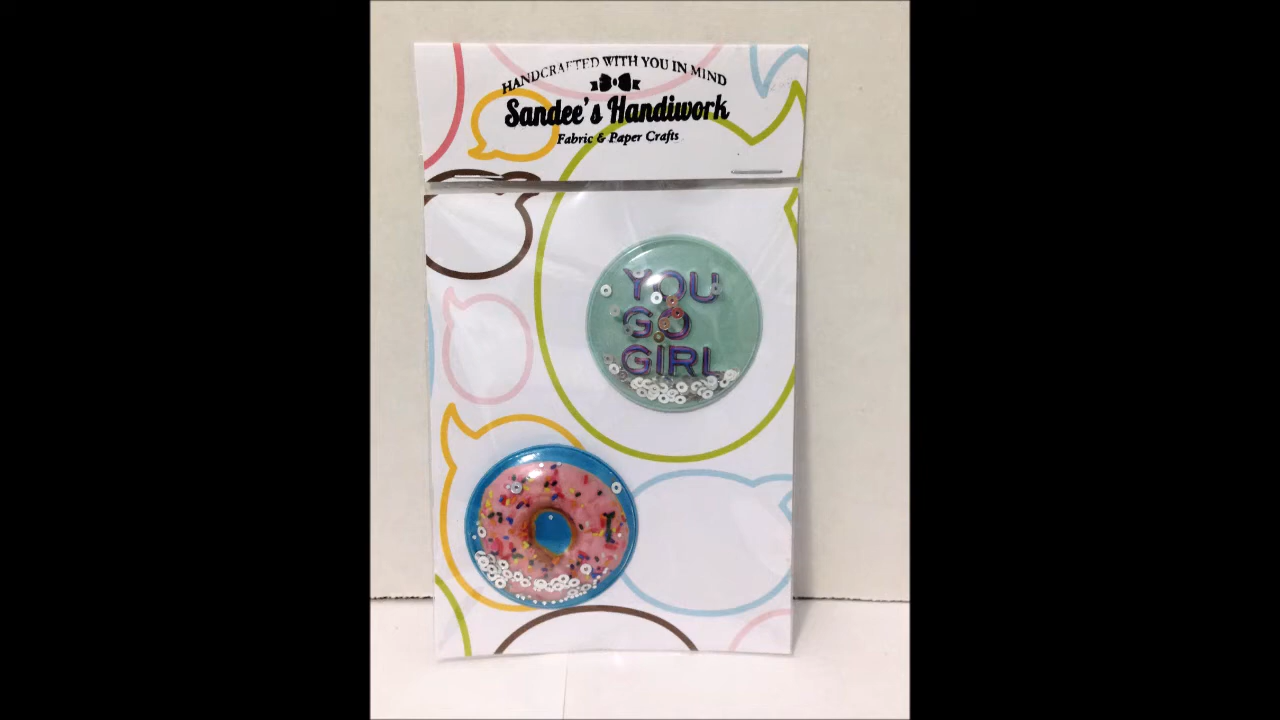 HANDCRAFTED WITH YOU IN MIND
Sandee's Handiwork
Fabric & Paper Crafts
YOU
GO
GIRL